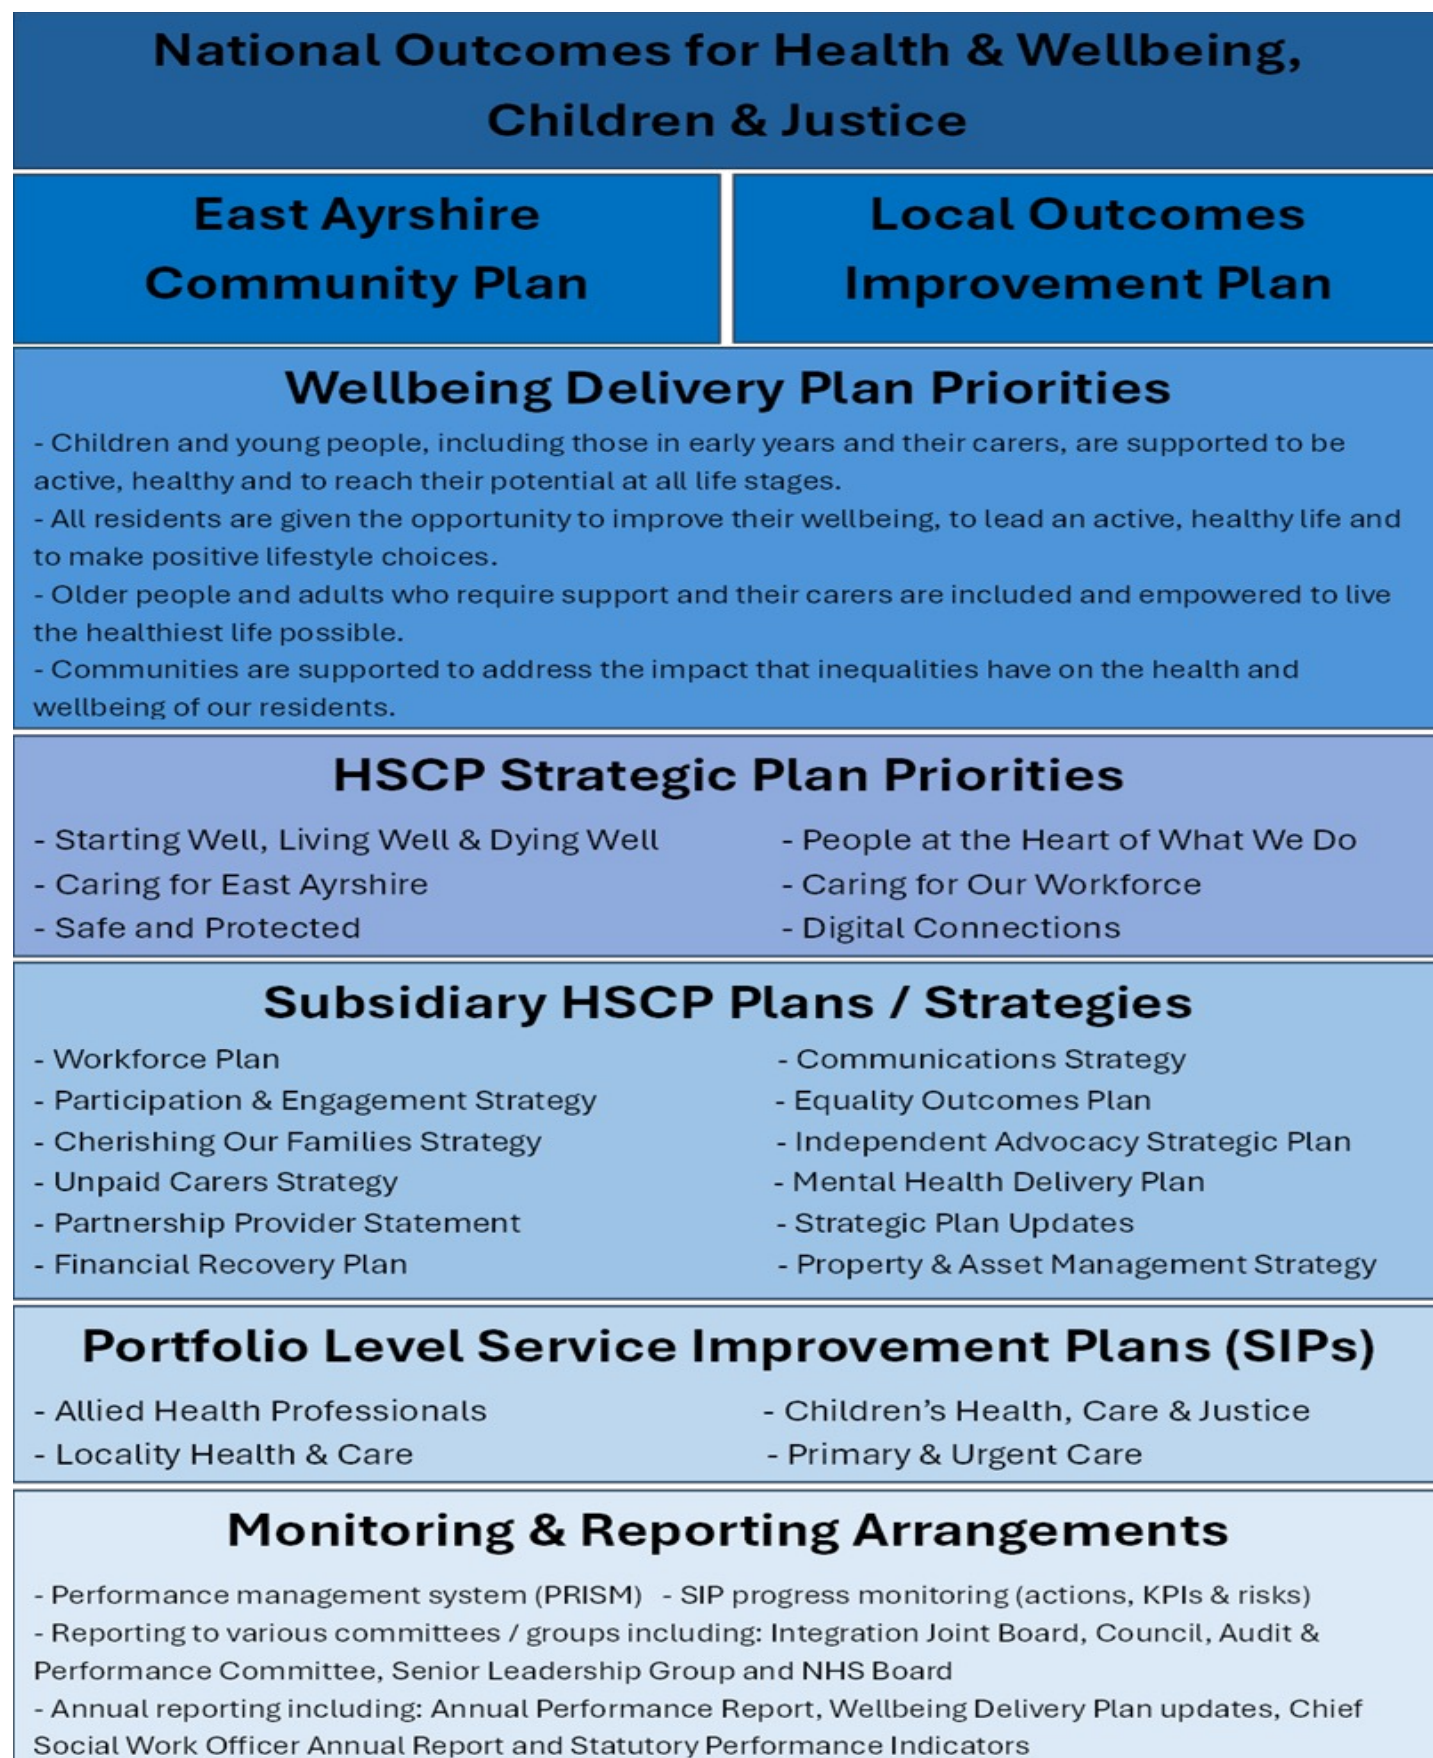 National Outcomes for Health & Wellbeing,
Children & Justice
East Ayrshire
Community Plan
Local Outcomes
Improvement Plan
Wellbeing Delivery Plan Priorities
- Children and young people, including those in early years and their carers, are supported to be
active, healthy and to reach their potential at all life stages.
- All residents are given the opportunity to improve their wellbeing, to lead an active, healthy life and
to make positive lifestyle choices.
- Older people and adults who require support and their carers are included and empowered to live
the healthiest life possible.
- Communities are supported to address the impact that inequalities have on the health and
wellbeing of our residents.
HSCP Strategic Plan Priorities
- Starting Well, Living Well & Dying Well
- Caring for East Ayrshire
- Safe and Protected
- People at the Heart of What We Do
- Caring for Our Workforce
- Digital Connections
Subsidiary HSCP Plans / Strategies
- Workforce Plan
- Participation & Engagement Strategy
- Cherishing Our Families Strategy
- Unpaid Carers Strategy
- Partnership Provider Statement
- Financial Recovery Plan
- Communications Strategy
- Equality Outcomes Plan
- Independent Advocacy Strategic Plan
- Mental Health Delivery Plan
- Strategic Plan Updates
- Property & Asset Management Strategy
Portfolio Level Service Improvement Plans (SIPs)
- Allied Health Professionals
- Locality Health & Care
- Children’s Health, Care & Justice
- Primary & Urgent Care
Monitoring & Reporting Arrangements
- Performance management system (PRISM) - SIP progress monitoring (actions, KPIs & risks)
- Reporting to various committees / groups including: Integration Joint Board, Council, Audit &
Performance Committee, Senior Leadership Group and NHS Board
- Annual reporting including: Annual Performance Report, Wellbeing Delivery Plan updates, Chief
Social Work Officer Annual Report and Statutory Performance Indicators